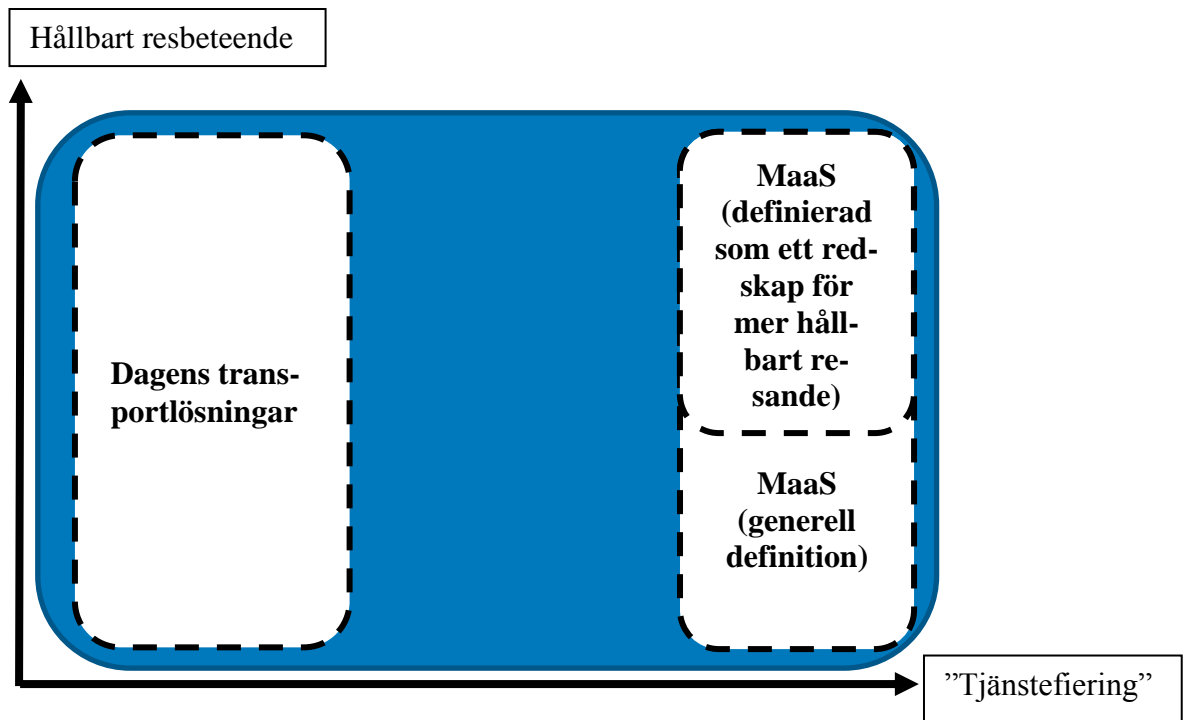 Hållbart resbeteende
MaaS
(definierad
som ett red-
skap för
mer håll-
bart re-
sande)
Dagens trans-
portlösningar
MaaS
(generell
definition)
”Tjänstefiering”